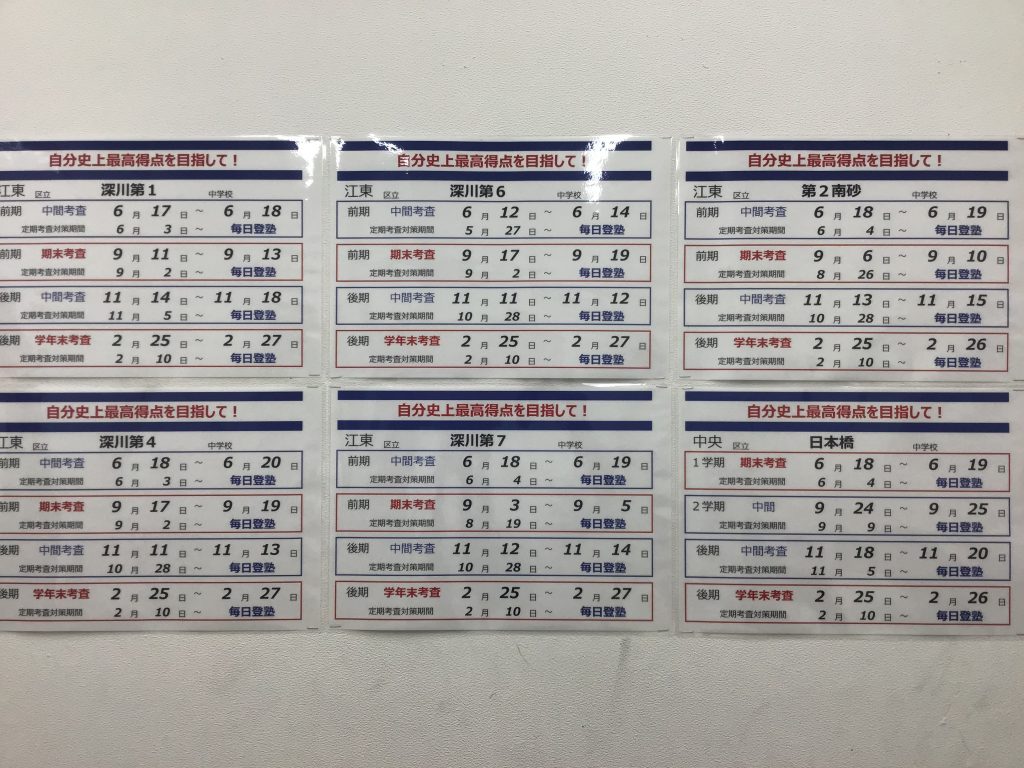 自分史上最高得点を目指して！
江東 区立 深川第１ 中学校
前期 中間考査 6 月 17 日 ～ 6 月 18 日
定期考査対策期間 6 月 3 日 ～ 毎日登塾
前期 期末考査 9 月 11 日 ～ 9 月 13 日
定期考査対策期間 9 月 2 日 ～ 毎日登塾
後期 中間考査 11 月 14 日 ～ 11 月 18 日
定期考査対策期間 11 月 5 日 ～ 毎日登塾
後期 学年末考査 2 月 25 日 ～ 2 月 27 日
定期考査対策期間 2 月 10 日 ～ 毎日登塾
自分史上最高得点を目指して！
江東 区立 深川第６ 中学校
前期 中間考査 6 月 12 日 ～ 6 月 14 日
定期考査対策期間 5 月 27 日 ～ 毎日登塾
前期 期末考査 9 月 17 日 ～ 9 月 19 日
定期考査対策期間 9 月 2 日 ～ 毎日登塾
後期 中間考査 11 月 11 日 ～ 11 月 12 日
定期考査対策期間 10 月 28 日 ～ 毎日登塾
後期 学年末考査 2 月 25 日 ～ 2 月 27 日
定期考査対策期間 2 月 10 日 ～ 毎日登塾
自分史上最高得点を目指して！
江東 区立 第２南砂 中学校
前期 中間考査 6 月 18 日 ～ 6 月 19 日
定期考査対策期間 6 月 4 日 ～ 毎日登塾
前期 期末考査 9 月 6 日 ～ 9 月 10 日
定期考査対策期間 8 月 26 日 ～ 毎日登塾
後期 中間考査 11 月 13 日 ～ 11 月 15 日
定期考査対策期間 10 月 28 日 ～ 毎日登塾
後期 学年末考査 2 月 25 日 ～ 2 月 26 日
定期考査対策期間 2 月 10 日 ～ 毎日登塾
自分史上最高得点を目指して！
江東 区立 深川第４ 中学校
前期 中間考査 6 月 18 日 ～ 6 月 20 日
定期考査対策期間 6 月 3 日 ～ 毎日登塾
前期 期末考査 9 月 17 日 ～ 9 月 19 日
定期考査対策期間 9 月 2 日 ～ 毎日登塾
後期 中間考査 11 月 11 日 ～ 11 月 13 日
定期考査対策期間 10 月 28 日 ～ 毎日登塾
後期 学年末考査 2 月 25 日 ～ 2 月 27 日
定期考査対策期間 2 月 10 日 ～ 毎日登塾
自分史上最高得点を目指して！
江東 区立 深川第７ 中学校
前期 中間考査 6 月 18 日 ～ 6 月 19 日
定期考査対策期間 6 月 4 日 ～ 毎日登塾
前期 期末考査 9 月 3 日 ～ 9 月 5 日
定期考査対策期間 8 月 19 日 ～ 毎日登塾
後期 中間考査 11 月 12 日 ～ 11 月 14 日
定期考査対策期間 10 月 28 日 ～ 毎日登塾
後期 学年末考査 2 月 25 日 ～ 2 月 27 日
定期考査対策期間 2 月 10 日 ～ 毎日登塾
自分史上最高得点を目指して！
中央 区立 日本橋 中学校
１学期 期末考査 6 月 18 日 ～ 6 月 19 日
定期考査対策期間 6 月 4 日 ～ 毎日登塾
２学期 中間 9 月 24 日 ～ 9 月 25 日
定期考査対策期間 9 月 9 日 ～ 毎日登塾
後期 中間考査 11 月 18 日 ～ 11 月 20 日
定期考査対策期間 11 月 5 日 ～ 毎日登塾
後期 学年末考査 2 月 25 日 ～ 2 月 26 日
定期考査対策期間 2 月 10 日 ～ 毎日登塾